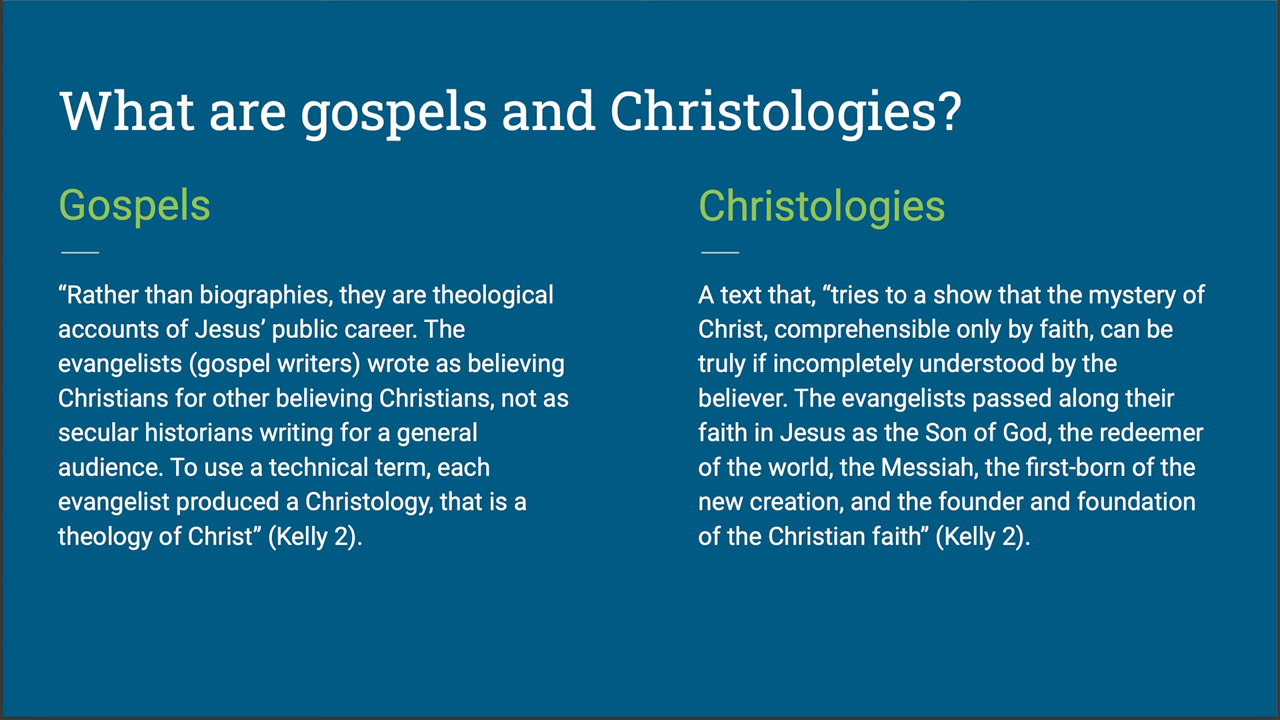 What are gospels and Christologies?
Gospels
“Rather than biographies, they are theological
accounts of Jesus’ public career. The
evangelists (gospel writers) wrote as believing
Christians for other believing Christians, not as
secular historians writing for a general
audience. To use a technical term, each
evangelist produced a Christology, that is a
theology of Christ” (Kelly 2).
Christologies
A text that, “tries to a show that the mystery of
Christ, comprehensible only by faith, can be
truly if incompletely understood by the
believer. The evangelists passed along their
faith in Jesus as the Son of God, the redeemer
of the world, the Messiah, the first-born of the
new creation, and the founder and foundation
of the Christian faith” (Kelly 2).